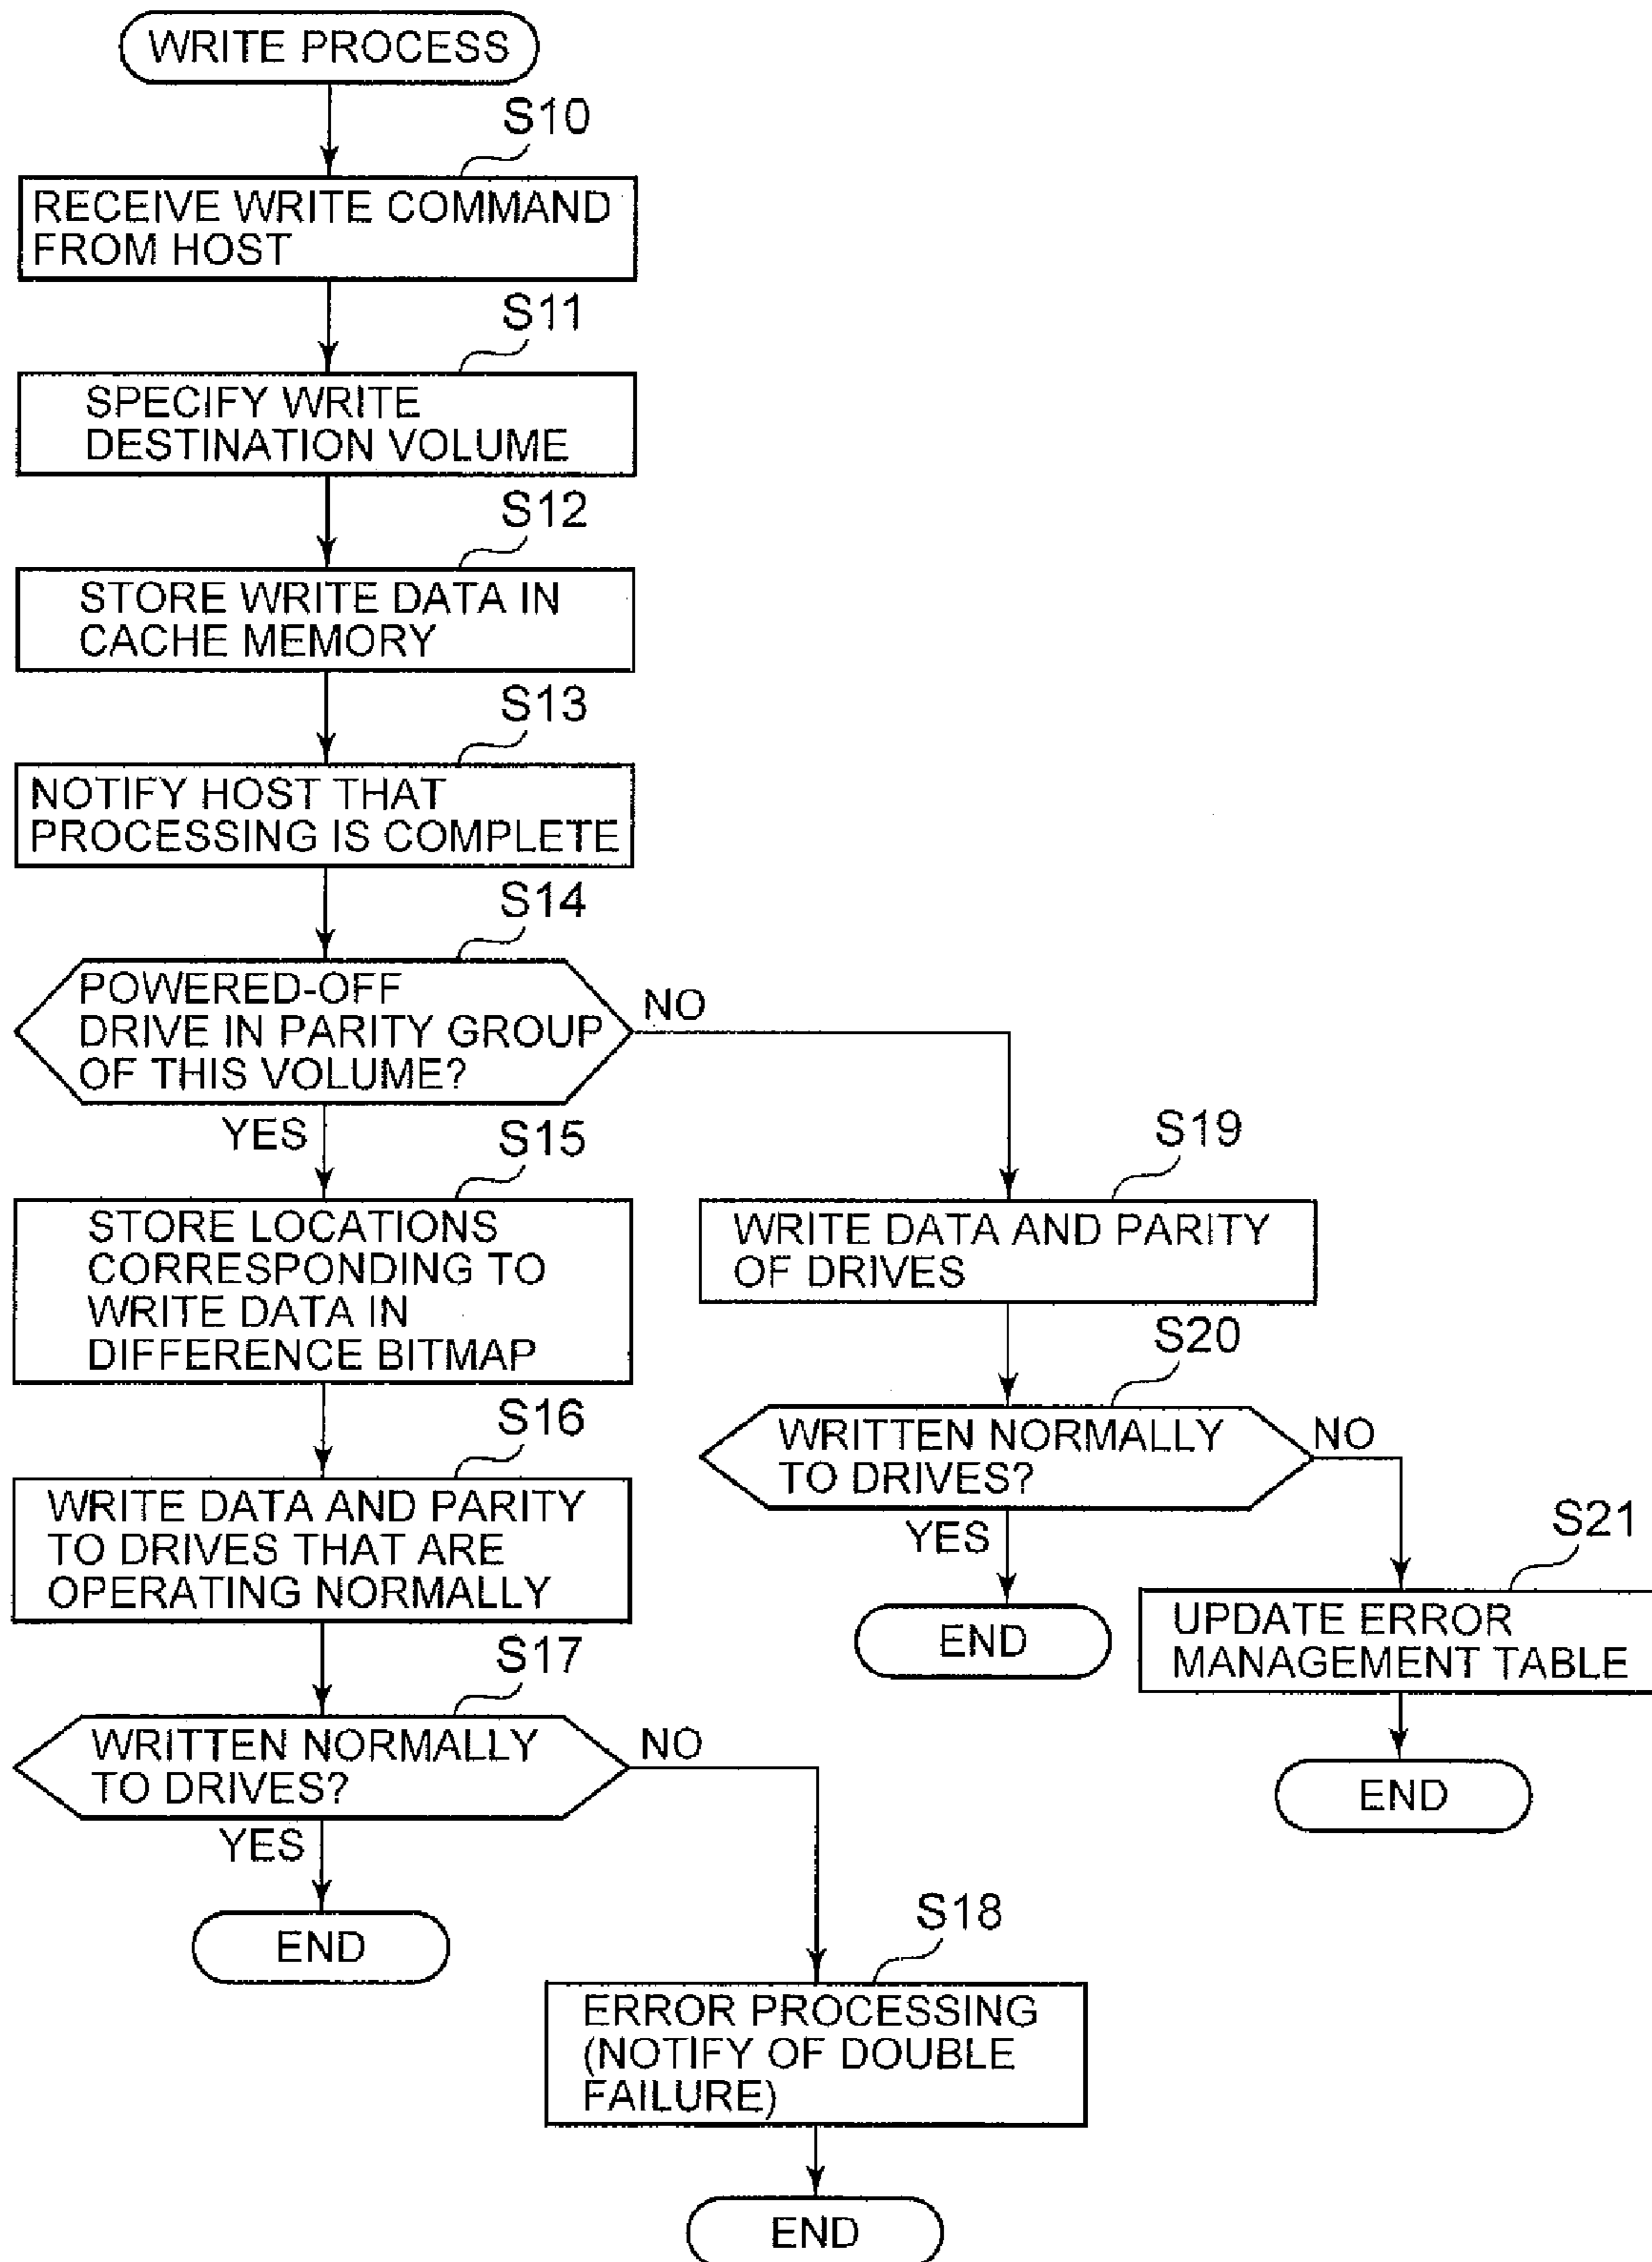 WRITE PROCESS
S10
RECEIVE WRITE COMMAND
FROM HOST
S11
SPECIFY WRITE
DESTINATION VOLUME
S12
STORE WRITE DATA IN
CACHE MEMORY
S13
NOTIFY HOST THAT
PROCESSING IS COMPLETE
S14
POWERED-OFF
DRIVE IN PARITY GROUP
OF THIS VOLUME?
NO
YES
S15
STORE LOCATIONS
CORRESPONDING TO
WRITE DATA IN
DIFFERENCE BITMAP
S16
WRITE DATA AND PARITY
TO DRIVES THAT ARE
OPERATING NORMALLY
S17
WRITTEN NORMALLY
TO DRIVES?
NO
YES
END
S18
ERROR PROCESSING
(NOTIFY OF DOUBLE
FAILURE)
END
S19
WRITE DATA AND PARITY
OF DRIVES
S20
WRITTEN NORMALLY
TO DRIVES?
NO
YES
END
S21
UPDATE ERROR
MANAGEMENT TABLE
END